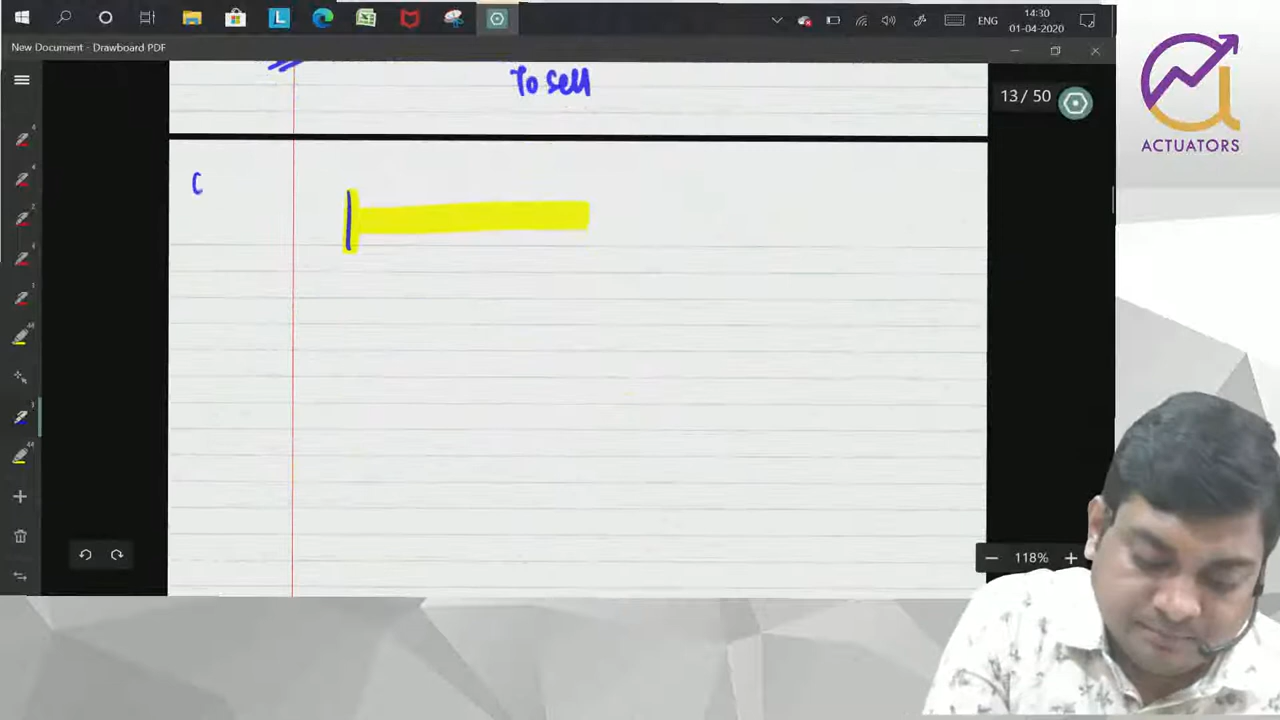 14:30
ENG
01-04-2020
New Document - Drawboard PDF
To sell
13 / 50
ACTUATORS
C
118%